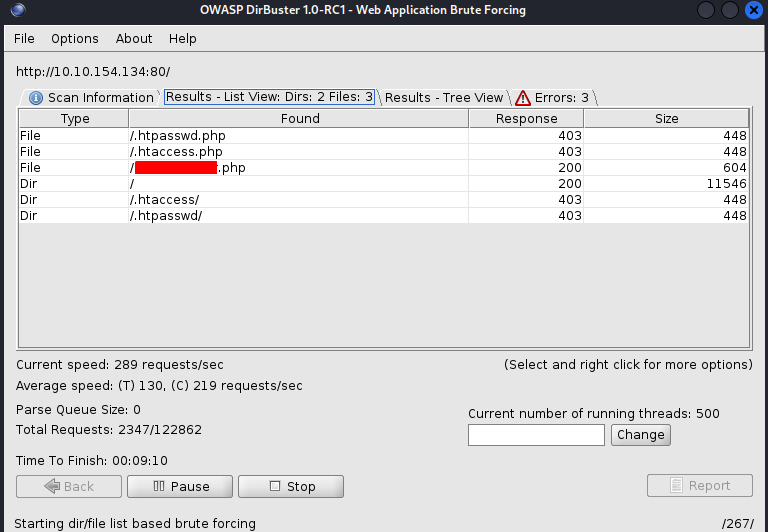 OWASP DirBuster 1.0-RC1 - Web Application Brute Forcing
File Options About Help
http://10.10.154.134:80/
Scan Information Results - List View: Dirs: 2 Files: 3 Results - Tree View Errors: 3
Type Found Response Size
File /.htpasswd.php 403 448
File /.htaccess.php 403 448
File / .php 200 604
Dir / 200 11546
Dir /.htaccess/ 403 448
Dir /.htpasswd/ 403 448
Current speed: 289 requests/sec (Select and right click for more options)
Average speed: (T) 130, (C) 219 requests/sec
Parse Queue Size: 0
Current number of running threads: 500
Total Requests: 2347/122862
Change
Time To Finish: 00:09:10
Back Pause Stop Report
Starting dir/file list based brute forcing /267/